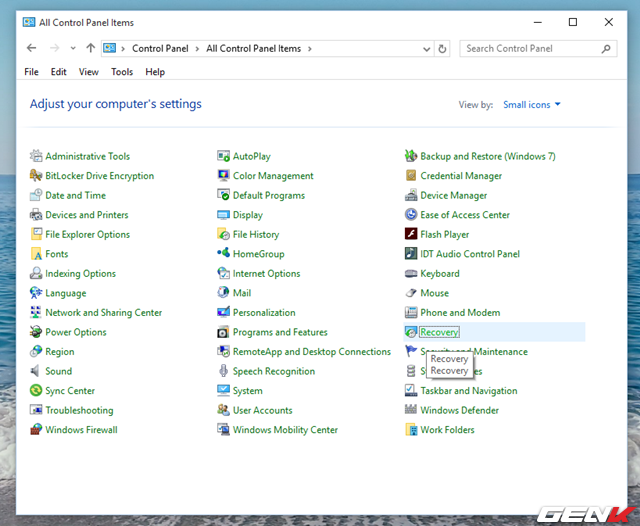 All Control Panel Items
Control Panel > All Control Panel Items >
Search Control Panel
File Edit View Tools Help
Adjust your computer's settings
View by: Small icons
Administrative Tools AutoPlay Backup and Restore (Windows 7)
BitLocker Drive Encryption Color Management Credential Manager
Date and Time Default Programs Device Manager
Devices and Printers Display Ease of Access Center
File Explorer Options File History Flash Player
Fonts HomeGroup IDT Audio Control Panel
Indexing Options Internet Options Keyboard
Language Mail Mouse
Network and Sharing Center Personalization Phone and Modem
Power Options Programs and Features Recovery
Region RemoteApp and Desktop Connections Security and Maintenance
Recovery
Recovery
Sound Speech Recognition
Sync Center System Taskbar and Navigation
Troubleshooting User Accounts Windows Defender
Windows Firewall Windows Mobility Center Work Folders
GENK